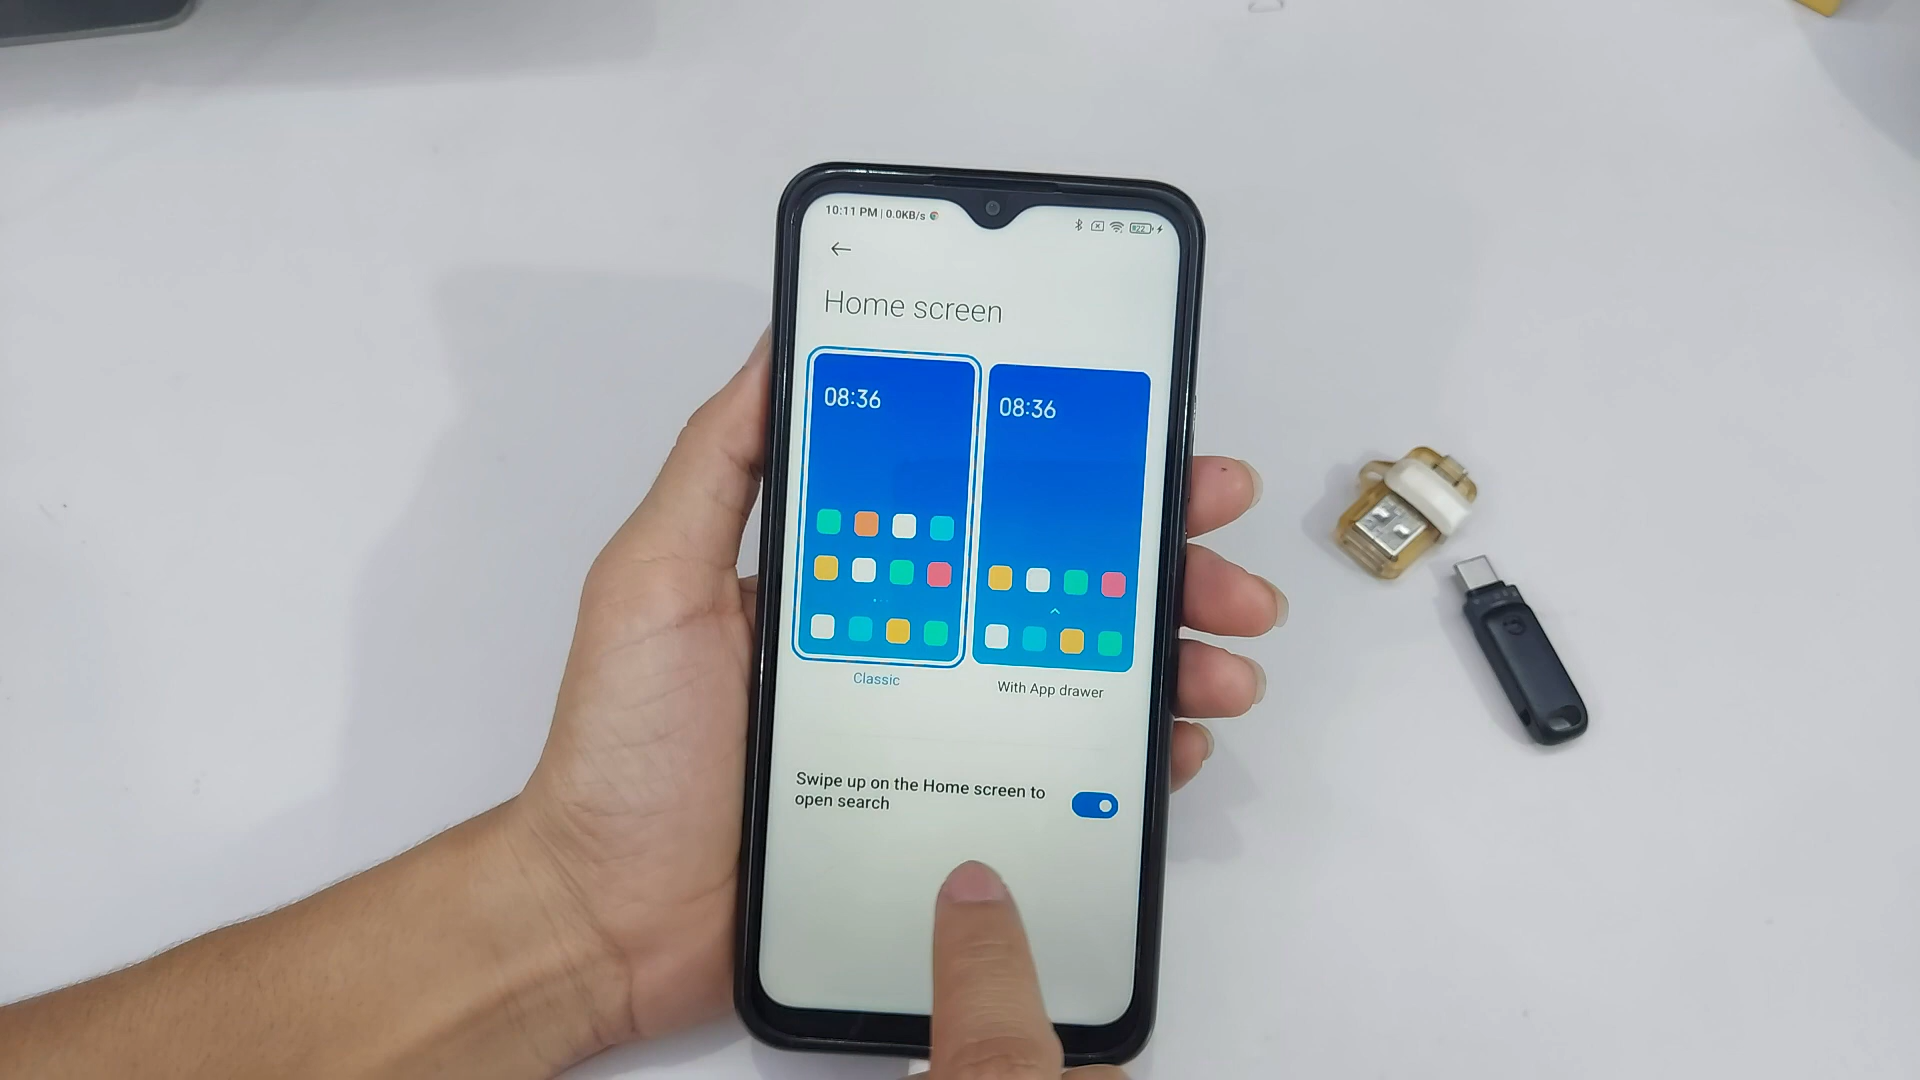 10:11 PM | 0.0KB/s
822
Home screen
08:36
08:36
Classic
With App drawer
Swipe up on the Home screen to
open search